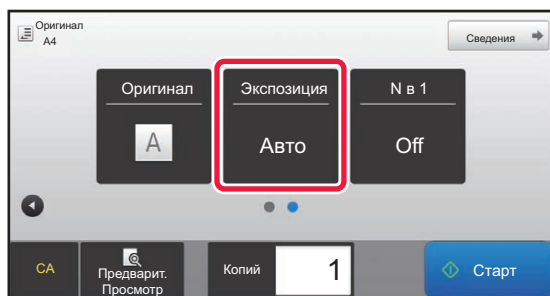 Оригинал
A4
Сведения
Оригинал
Экспозиция
N в 1
A
Авто
Off
CA
Предварит.
Просмотр
Копий
1
Старт